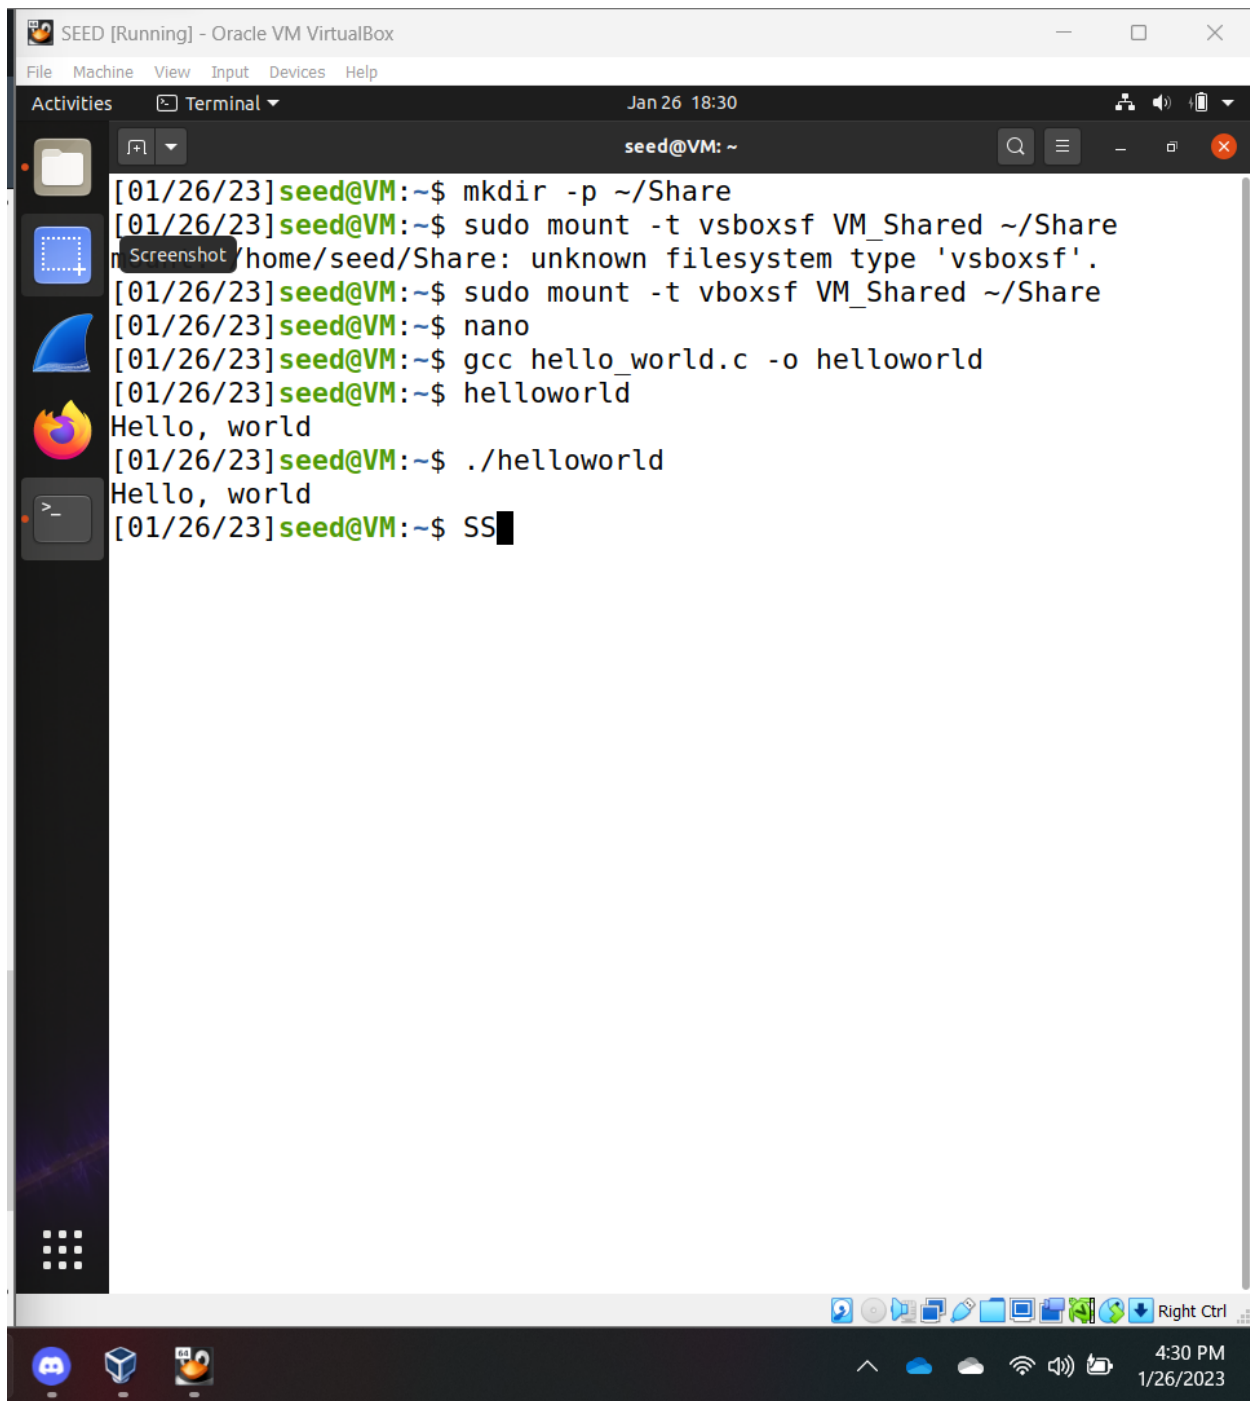 SEED [Running] - Oracle VM VirtualBox
File Machine View Input Devices Help
Activities Terminal Jan 26 18:30
seed@VM: ~
[01/26/23]seed@VM:~$ mkdir -p ~/Share
[01/26/23]seed@VM:~$ sudo mount -t vsboxsf VM_Shared ~/Share
Screenshot
/home/seed/Share: unknown filesystem type 'vsboxsf'.
[01/26/23]seed@VM:~$ sudo mount -t vboxsf VM_Shared ~/Share
[01/26/23]seed@VM:~$ nano
[01/26/23]seed@VM:~$ gcc hello_world.c -o helloworld
[01/26/23]seed@VM:~$ helloworld
Hello, world
[01/26/23]seed@VM:~$ ./helloworld
Hello, world
[01/26/23]seed@VM:~$ SS
Right Ctrl
4:30 PM
1/26/2023